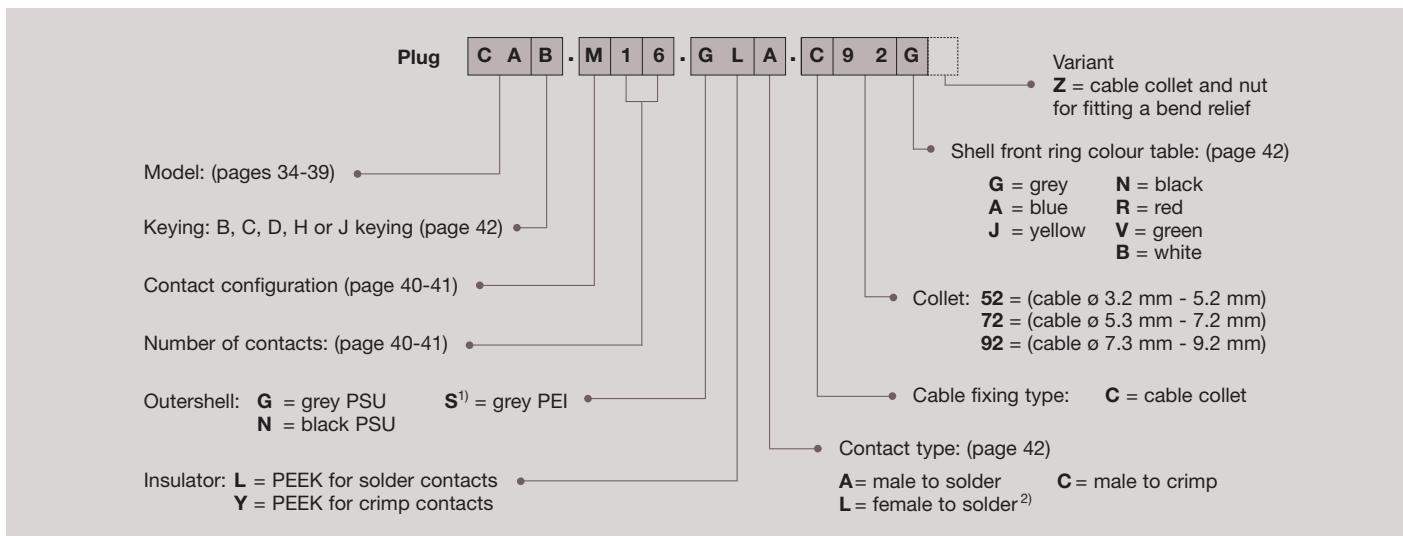 Plug CAB.M16.GLA.C92G
Variant
Z = cable collet and nut
for fitting a bend relief
Shell front ring colour table: (page 42)
G = grey N = black
A = blue R = red
J = yellow V = green
B = white
Model: (pages 34-39)
Keying: B, C, D, H or J keying (page 42)
Contact configuration (page 40-41)
Collet: 52 = (cable ø 3.2 mm - 5.2 mm)
72 = (cable ø 5.3 mm - 7.2 mm)
92 = (cable ø 7.3 mm - 9.2 mm)
Number of contacts: (page 40-41)
Outershell: G = grey PSU S1) = grey PEI
N = black PSU
Cable fixing type: C = cable collet
Contact type: (page 42)
A= male to solder C = male to crimp
L = female to solder 2)
Insulator: L = PEEK for solder contacts
Y = PEEK for crimp contacts